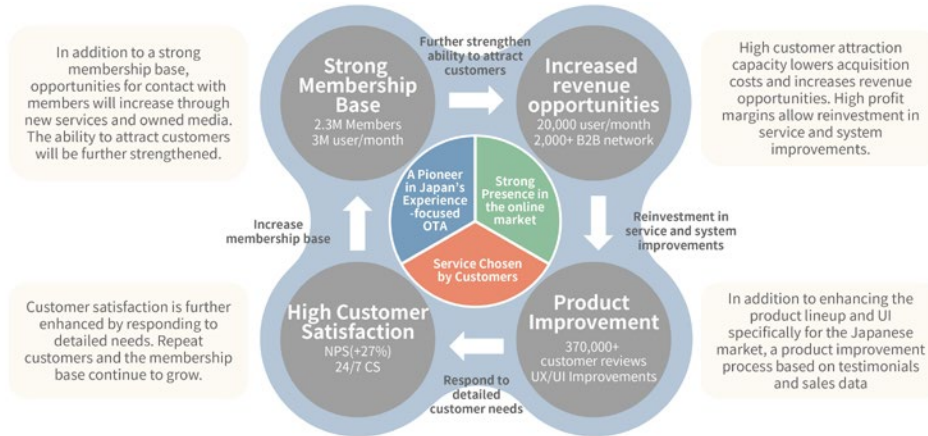 In addition to a strong
membership base,
opportunities for contact with
members will increase through
new services and owned media.
The ability to attract customers
will be further strengthened.
Strong
Membership
Base
2.3M Members
3M user/month
Further strengthen
ability to attract
customers
Increased
revenue
opportunities
20,000 user/month
2,000+ B2B network
High customer attraction
capacity lowers acquisition
costs and increases revenue
opportunities. High profit
margins allow reinvestment in
service and system
improvements.
A Pioneer
in Japan's
Experience
-focused
OTA
Strong
Presence in
the online
market
Service Chosen
by Customers
Increase
membership base
Reinvestment in
service and system
improvements
Customer satisfaction is further
enhanced by responding to
detailed needs. Repeat
customers and the membership
base continue to grow.
High Customer
Satisfaction
NPS(+27%)
24/7 CS
Respond to
detailed
customer needs
Product
Improvement
370,000+
customer reviews
UX/UI Improvements
In addition to enhancing the
product lineup and UI
specifically for the Japanese
market, a product improvement
process based on testimonials
and sales data